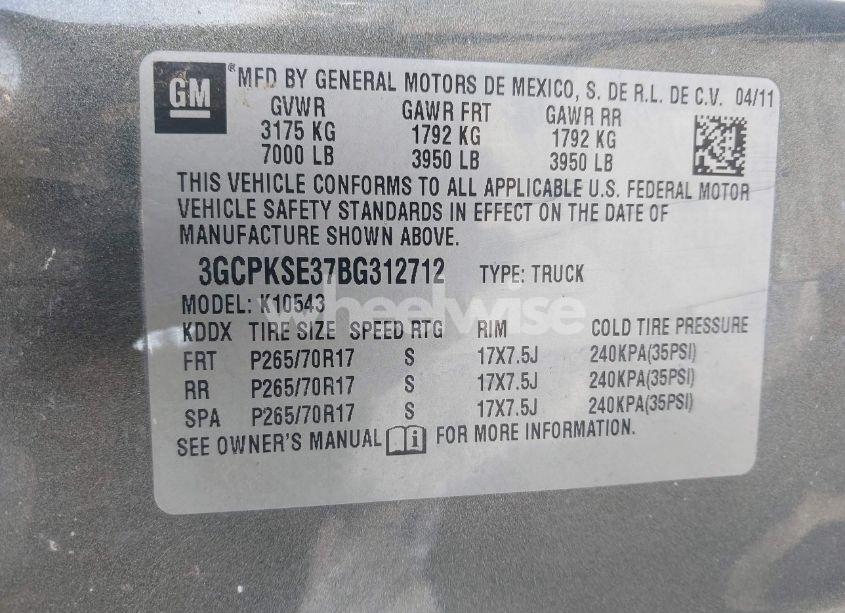 GM
® MFD BY GENERAL MOTORS DE MEXICO, S. DE R.L. DE C.V. 04/11
GVWR GAWR FRT GAWR RR
3175 KG 1792 KG 1792 KG
7000 LB 3950 LB 3950 LB
THIS VEHICLE CONFORMS TO ALL APPLICABLE U.S. FEDERAL MOTOR
VEHICLE SAFETY STANDARDS IN EFFECT ON THE DATE OF
MANUFACTURE SHOWN ABOVE.
3GCPKSE37BG312712 TYPE: TRUCK
MODEL: K10543
wheelwise
KDDX TIRE SIZE SPEED RTG RIM COLD TIRE PRESSURE
FRT P265/70R17 S 17X7.5J 240KPA(35PSI)
RR P265/70R17 S 17X7.5J 240KPA(35PSI)
SPA P265/70R17 S 17X7.5J 240KPA(35PSI)
SEE OWNER'S MANUAL FOR MORE INFORMATION.